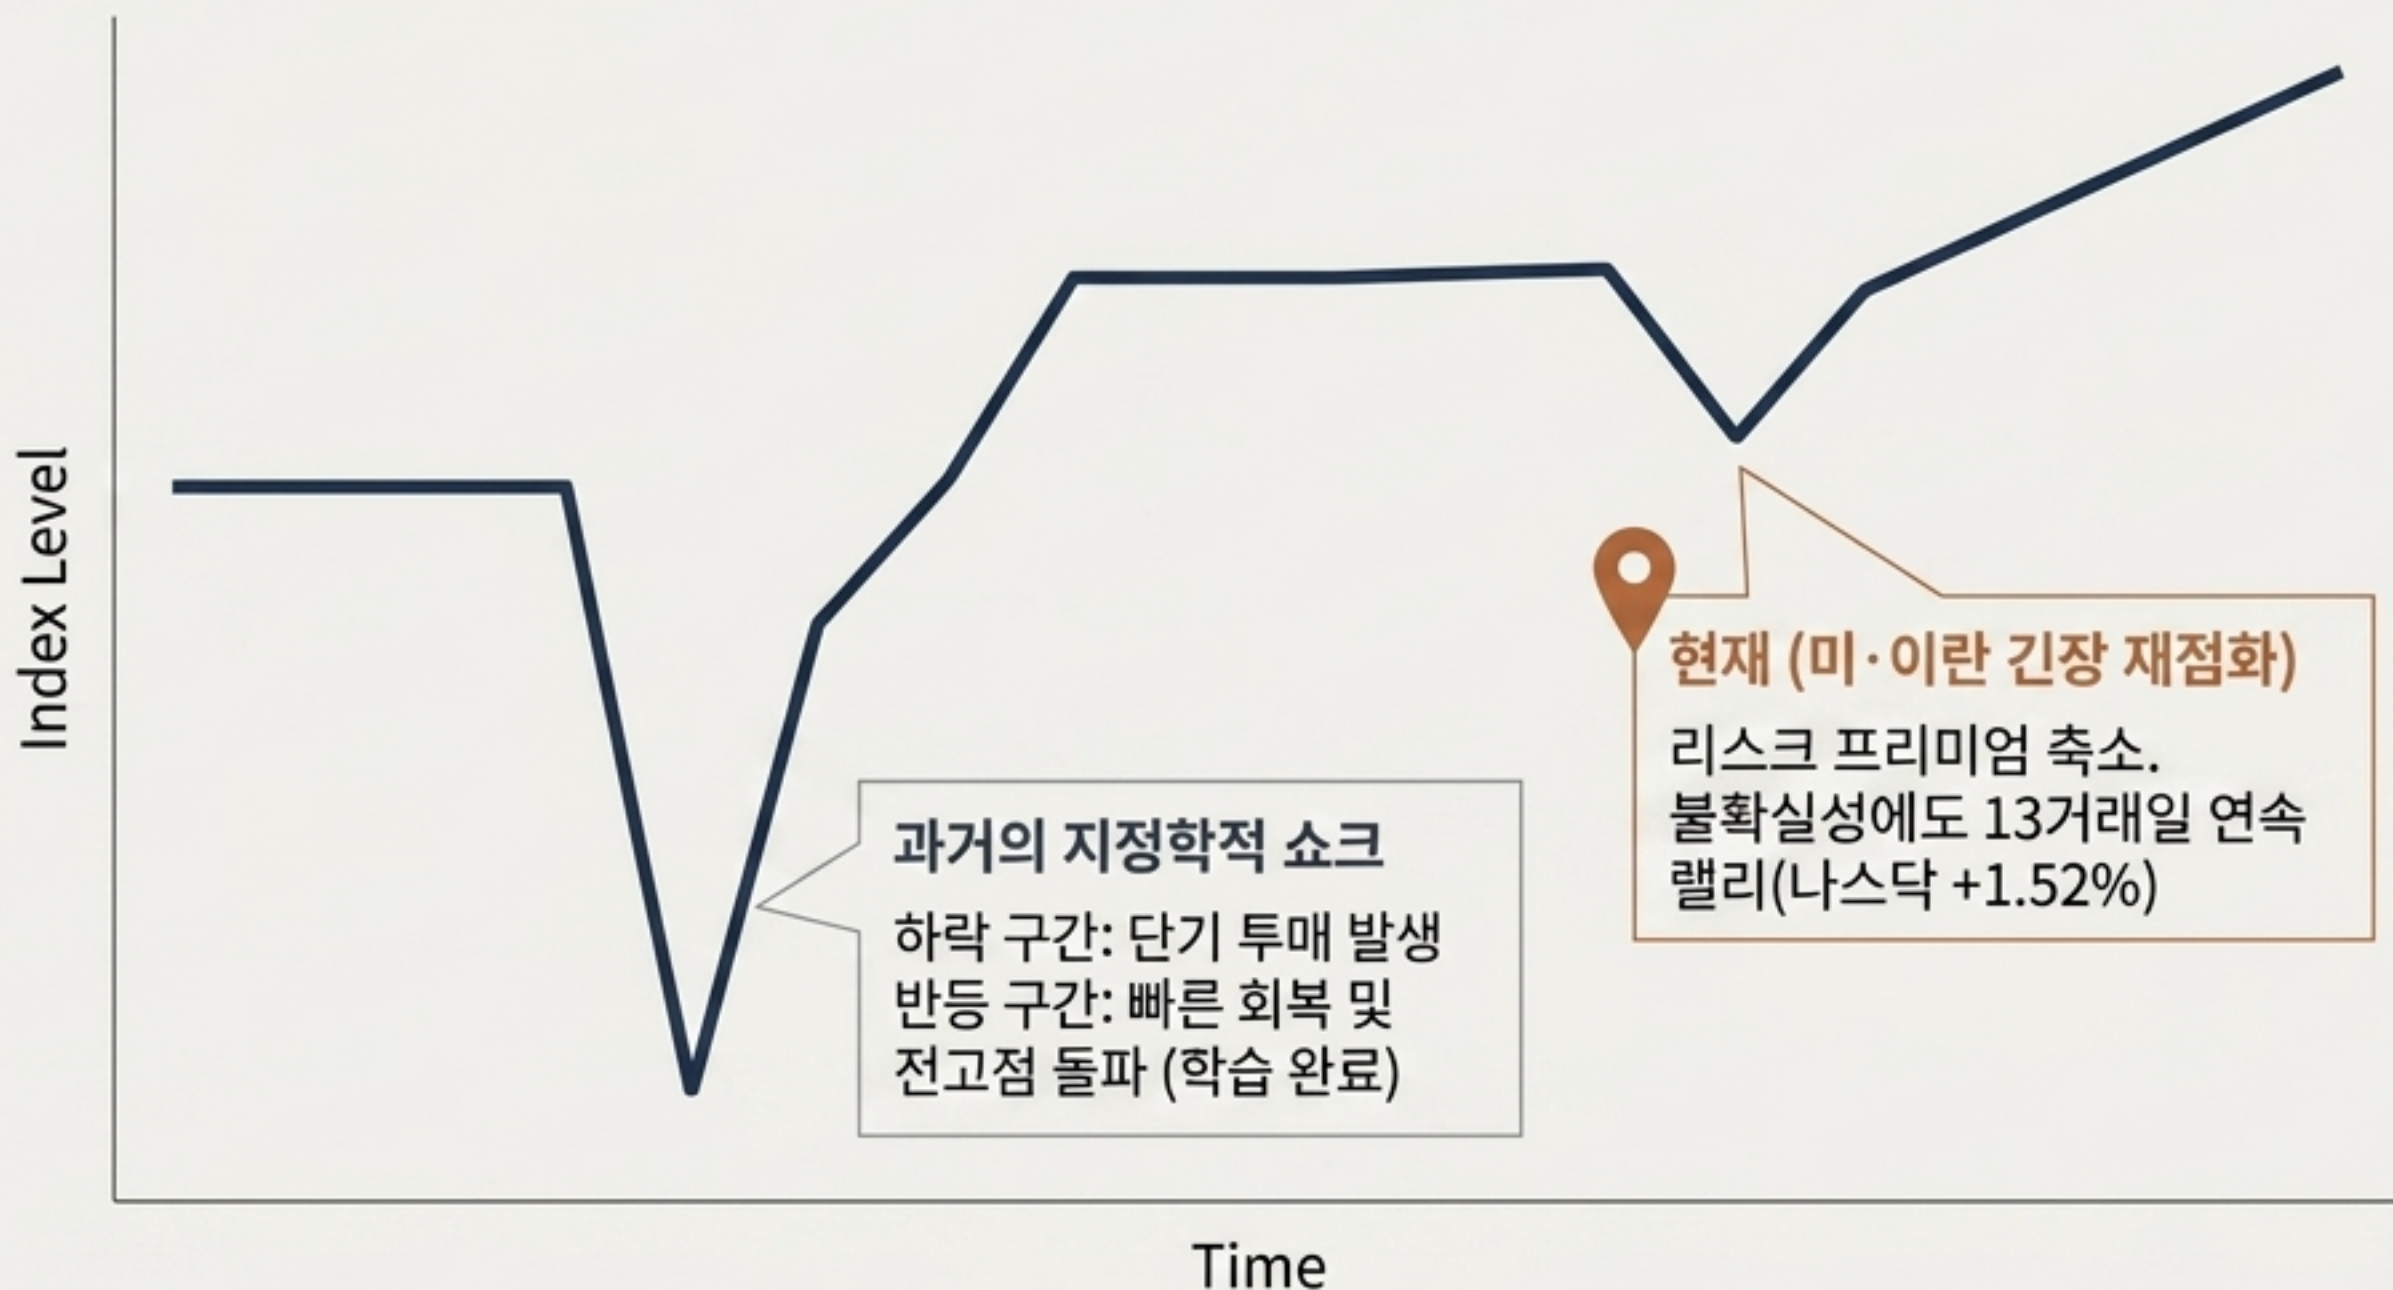 Index Level
과거의 지정학적 쇼크
하락 구간: 단기 투매 발생
반등 구간: 빠른 회복 및
전고점 돌파 (학습 완료)
현재 (미·이란 긴장 재점화)
리스크 프리미엄 축소.
불확실성에도 13거래일 연속
랠리(나스닥 +1.52%)
Time